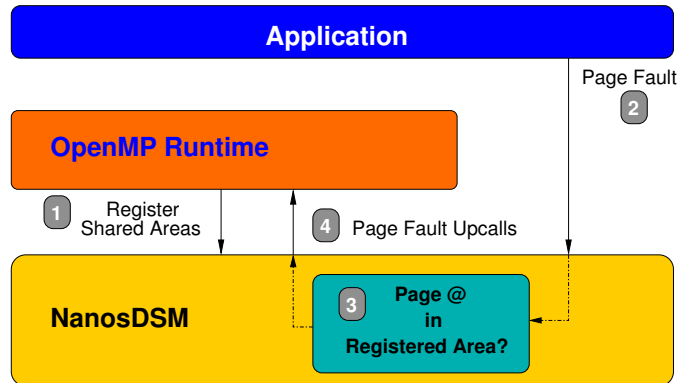 Application
Page Fault
2
OpenMP Runtime
1
Register
Shared Areas
4
Page Fault Upcalls
NanosDSM
3
Page @
in
Registered Area?